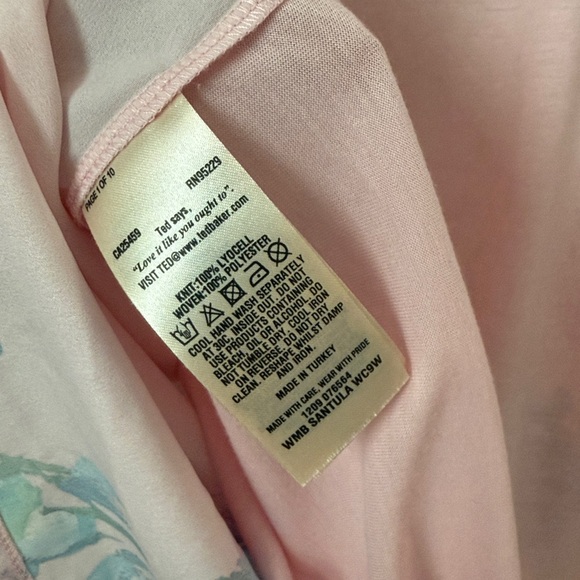 PAGE 1 OF 10
CA25459 RN95229
Ted says,
"Love it like you ought to".
VISIT TED@www.tedbaker.com
KNIT:100% LYOCELL
WOVEN:100% POLYESTER
COOL HAND WASH SEPARATELY
AT 30C. INSIDE OUT. DO NOT
USE PRODUCTS CONTAINING
BLEACH OIL OR ALCOHOL. DO
NOT TUMBLE DRY. COOL IRON
ON REVERSE. DO NOT DRY
CLEAN. RESHAPE WHILST DAMP
AND IRON.
MADE IN TURKEY
MADE WITH CARE, WEAR WITH PRIDE
1209 076564
WMB SANTULA WC9W